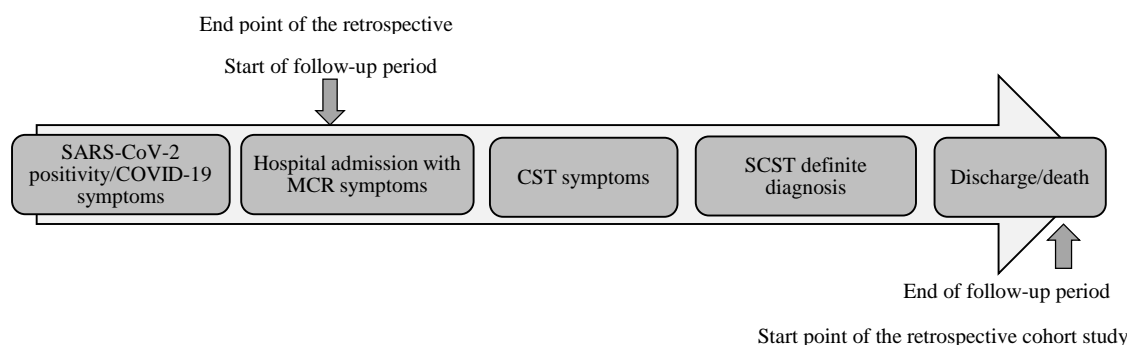 End point of the retrospective
Start of follow-up period
SARS-CoV-2
positivity/COVID-19
symptoms
Hospital admission with
MCR symptoms
CST symptoms
SCST definite
diagnosis
Discharge/death
End of follow-up period
Start point of the retrospective cohort study